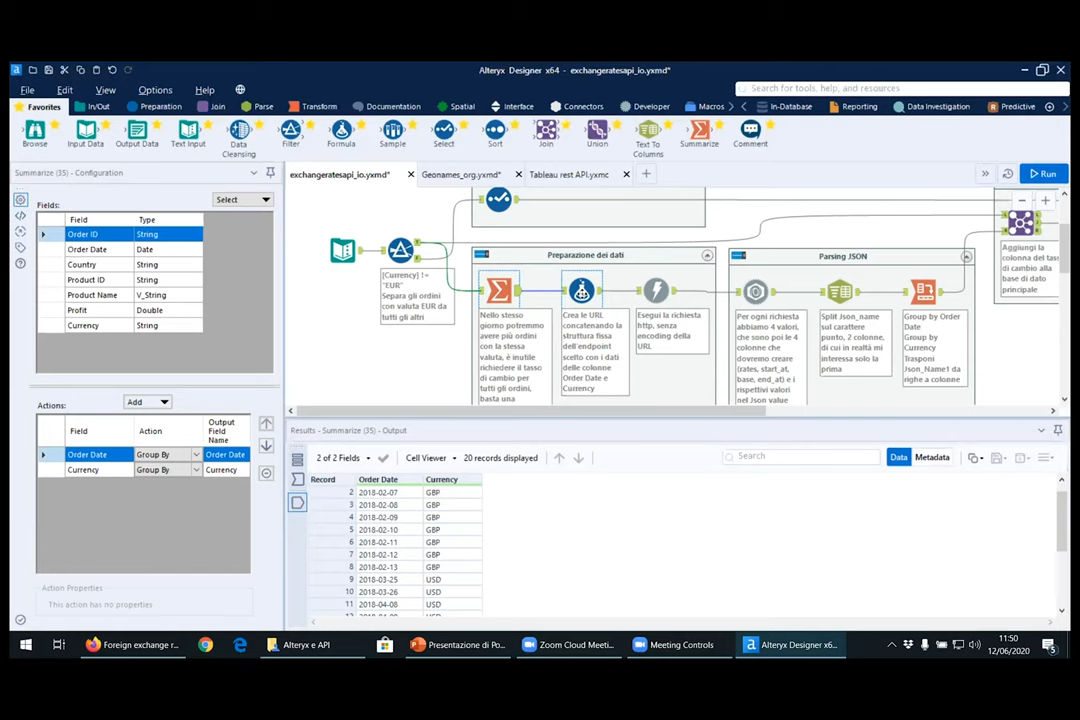 Alteryx Designer x64 - exchangeratesapi_io.yxmd*
File Edit View Options Help
Search for tools, help, and resources
Favorites In/Out Preparation Join Parse Transform Documentation Spatial Interface Connectors Developer Macros In-Database Reporting Data Investigation Predictive
Browse Input Data Output Data Text Input Data Cleansing Filter Formula Sample Select Sort Join Union Text To Columns Summarize Comment
Summarize (35) - Configuration
exchangeratesapi_io.yxmd* Geonames_org.yxmd* Tableau rest API.yxmc
Run
Fields:
Select
Field Type
Order ID String
Order Date Date
Country String
Product ID String
Product Name V_String
Profit Double
Currency String
Actions:
Add
Field Action Output Field Name
Order Date Group By Order Date
Currency Group By Currency
Action Properties
This action has no properties
[Currency] !=
"EUR"
Separa gli ordini
con valuta EUR da
tutti gli altri
Preparazione dei dati
Nello stesso
giorno potremmo
avere più ordini
con la stessa
valuta, è inutile
richiedere il tasso
di cambio per
tutti gli ordini,
basta una
Crea le URL
concatenando la
struttura fissa
dell'endpoint
scelto con i dati
delle colonne
Order Date e
Currency
Esegui la richiesta
http, senza
encoding della
URL
Parsing JSON
Per ogni richiesta
abbiamo 4 valori,
che sono poi le 4
colonne che
dovremo creare
(rates, start_at,
base, end_at) e i
rispettivi valori
nel Json value
Split Json_name
sul carattere
punto, 2 colonne,
di cui in realtà mi
interessa solo la
prima
Group by Order
Date
Group by
Currency
Trasponi
Json_Name1 da
righe a colonne
Aggiungi la
colonna del tas
di cambio alla
base di dato
principale
Results - Summarize (35) - Output
2 of 2 Fields Cell Viewer 20 records displayed Search Data Metadata
Record Order Date Currency
2 2018-02-07 GBP
3 2018-02-08 GBP
4 2018-02-09 GBP
5 2018-02-10 GBP
6 2018-02-11 GBP
7 2018-02-12 GBP
8 2018-02-13 GBP
9 2018-03-25 USD
10 2018-03-26 USD
11 2018-04-08 USD
Foreign exchange r... Alteryx e API Presentazione di Po... Zoom Cloud Meeti... Meeting Controls Alteryx Designer x6...
11:50
12/06/2020
5